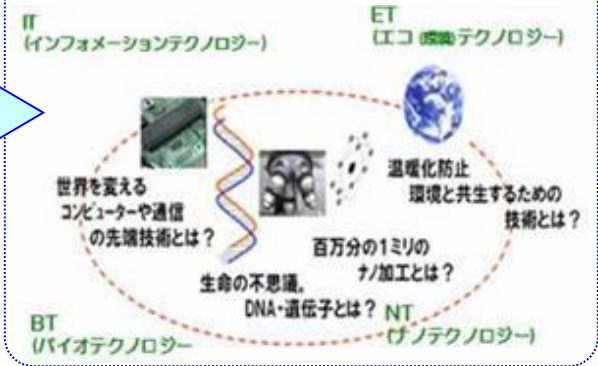 IT
(インフォメーションテクノロジー)
ET
(エコ(環境)テクノロジー)
世界を変える
コンピューターや通信
の先端技術とは？
温暖化防止
環境と共生するための
技術とは？
百万分の1ミリの
ナノ加工とは？
生命の不思議。
DNA・遺伝子とは？
BT
(バイオテクノロジー
NT
(ナノテクノロジー)